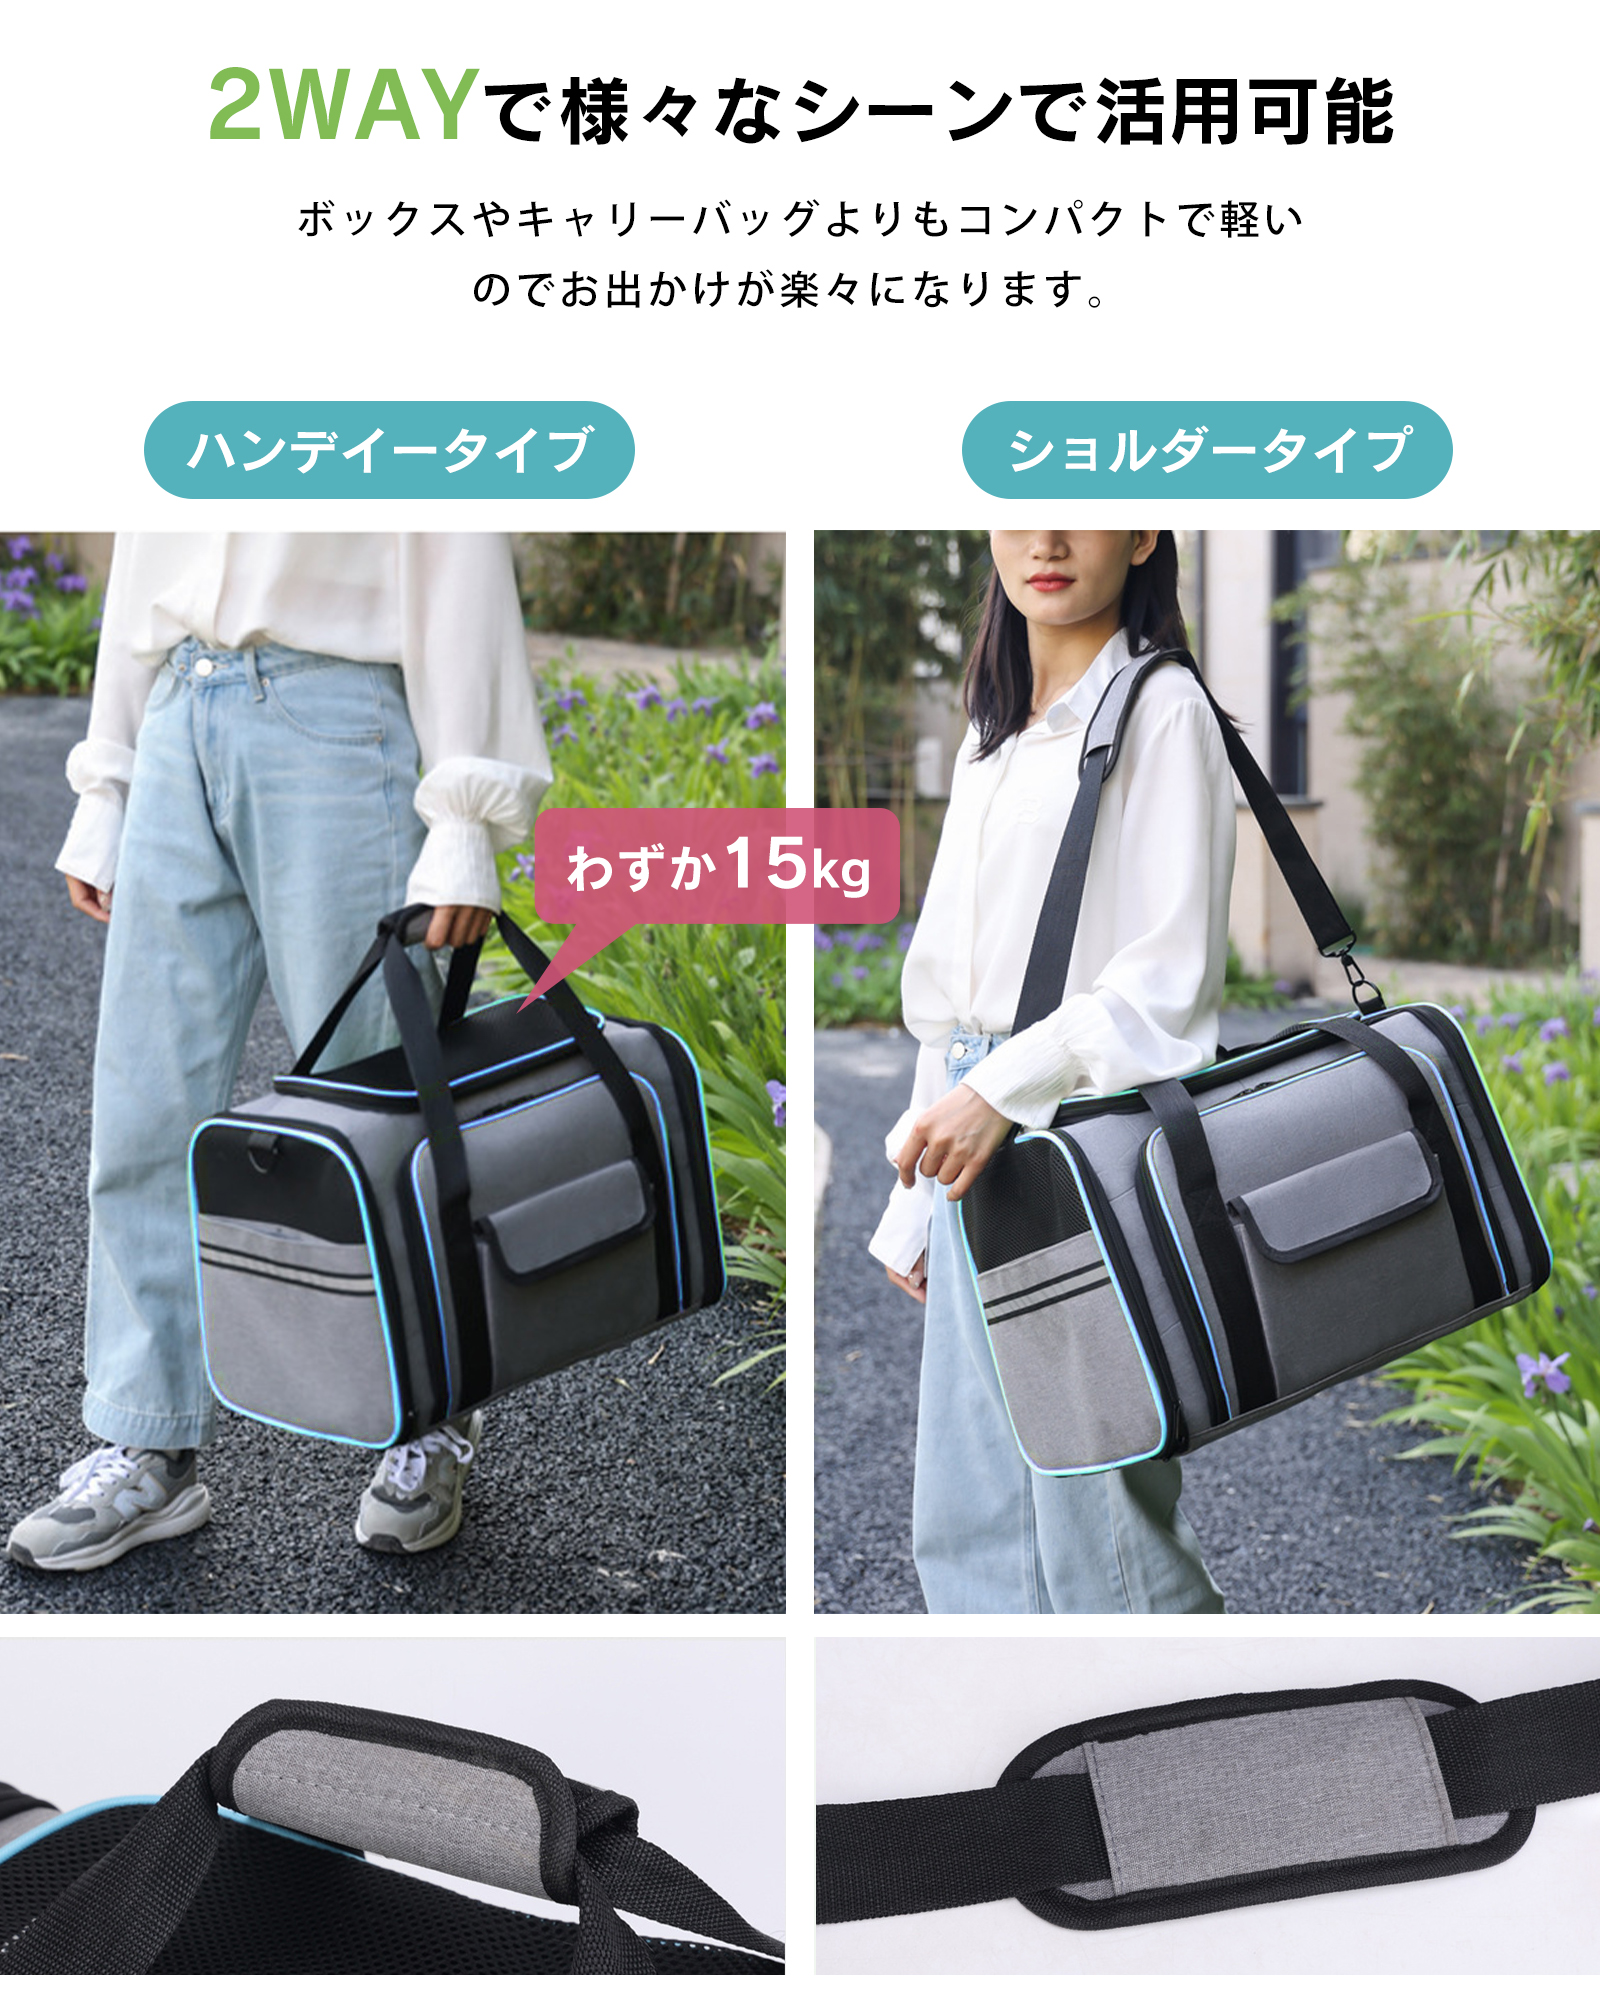 2WAYで様々なシーンで活用可能
ボックスやキャリーバッグよりもコンパクトで軽い
のでお出かけが楽々になります。
ハンデイータイブ
ショルダータイプ
わずか15kg